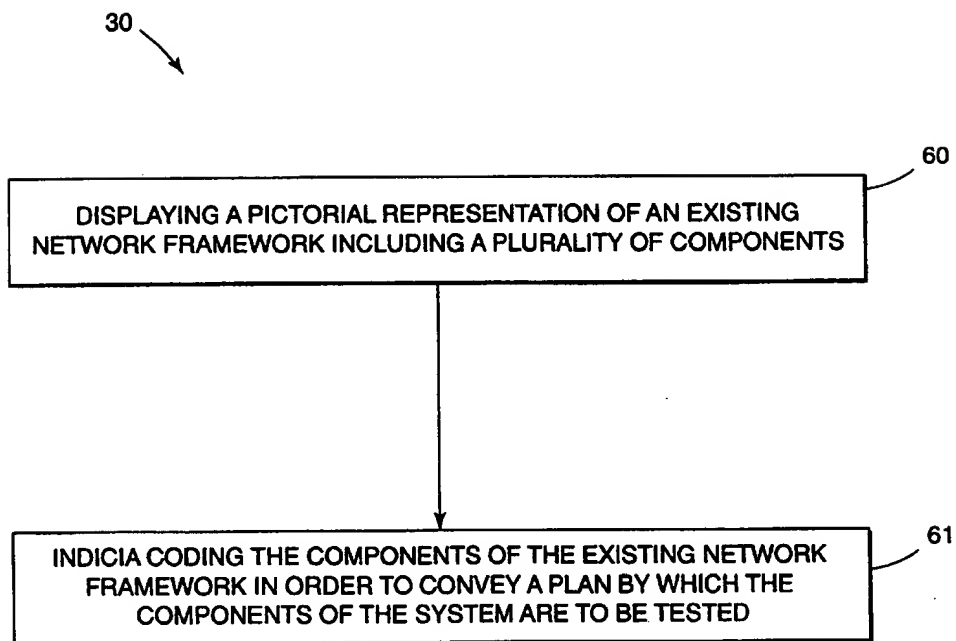 30
60
DISPLAYING A PICTORIAL REPRESENTATION OF AN EXISTING
NETWORK FRAMEWORK INCLUDING A PLURALITY OF COMPONENTS
61
INDICIA CODING THE COMPONENTS OF THE EXISTING NETWORK
FRAMEWORK IN ORDER TO CONVEY A PLAN BY WHICH THE
COMPONENTS OF THE SYSTEM ARE TO BE TESTED